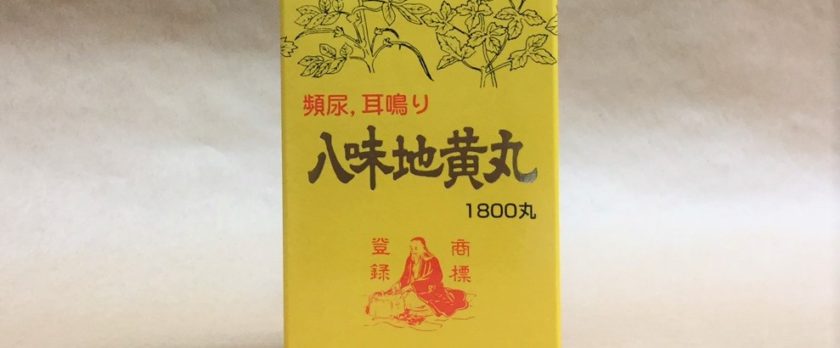 頻尿,耳鳴り
八味地黄丸
1800丸
商標
登録